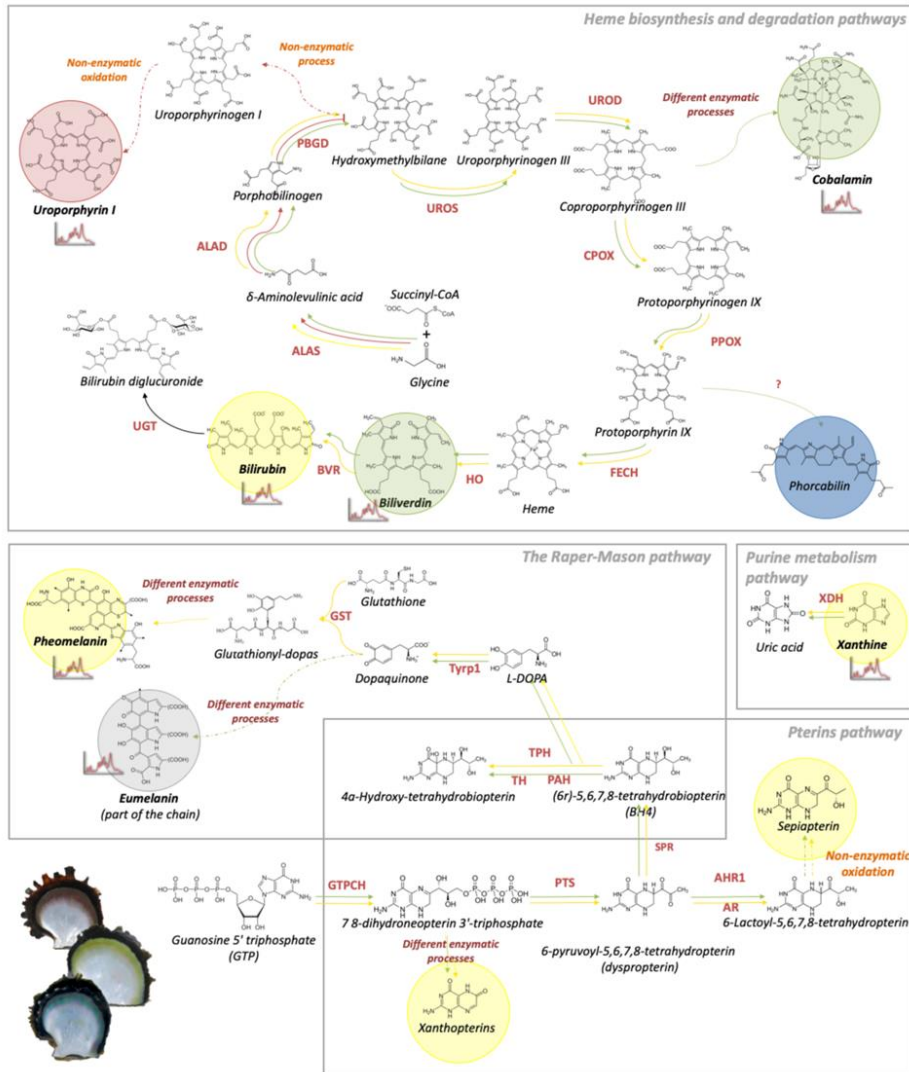 Heme biosynthesis and degradation pathways
Non-enzymatic
oxidation
Non-enzymatic
process
Uroporphyrinogen I
Uroporphyrin I
PBGD
Hydroxymethylbilane
Uroporphyrinogen III
UROD
Different enzymatic
processes
Cobalamin
Porphobilinogen
UROS
Coproporphyrinogen III
ALAD
CPOX
δ-Aminolevulinic acid
Succinyl-CoA
+
Protoporphyrinogen IX
ALAS
Glycine
PPOX
Bilirubin diglucuronide
?
UGT
Protoporphyrin IX
Bilirubin
BVR
Biliverdin
HO
Heme
FECH
Phorcabilin
The Raper-Mason pathway
Purine metabolism
pathway
Different enzymatic
processes
Glutathione
XDH
GST
Pheomelanin
Glutathionyl-dopas
Dopaquinone
Tyrp1
L-DOPA
Uric acid
Xanthine
Different enzymatic
processes
Pterins pathway
TPH
TH
PAH
Eumelanin
(part of the chain)
4a-Hydroxy-tetrahydrobiopterin
(6r)-5,6,7,8-tetrahydrobiopterin
(BH4)
Sepiapterin
SPR
Non-enzymatic
oxidation
GTPCH
PTS
AHR1
AR
Guanosine 5' triphosphate
(GTP)
7 8-dihydroneopterin 3'-triphosphate
6-pyruvoyl-5,6,7,8-tetrahydropterin
(dyspropterin)
6-Lactoyl-5,6,7,8-tetrahydropterin
Different enzymatic
processes
Xanthopterins